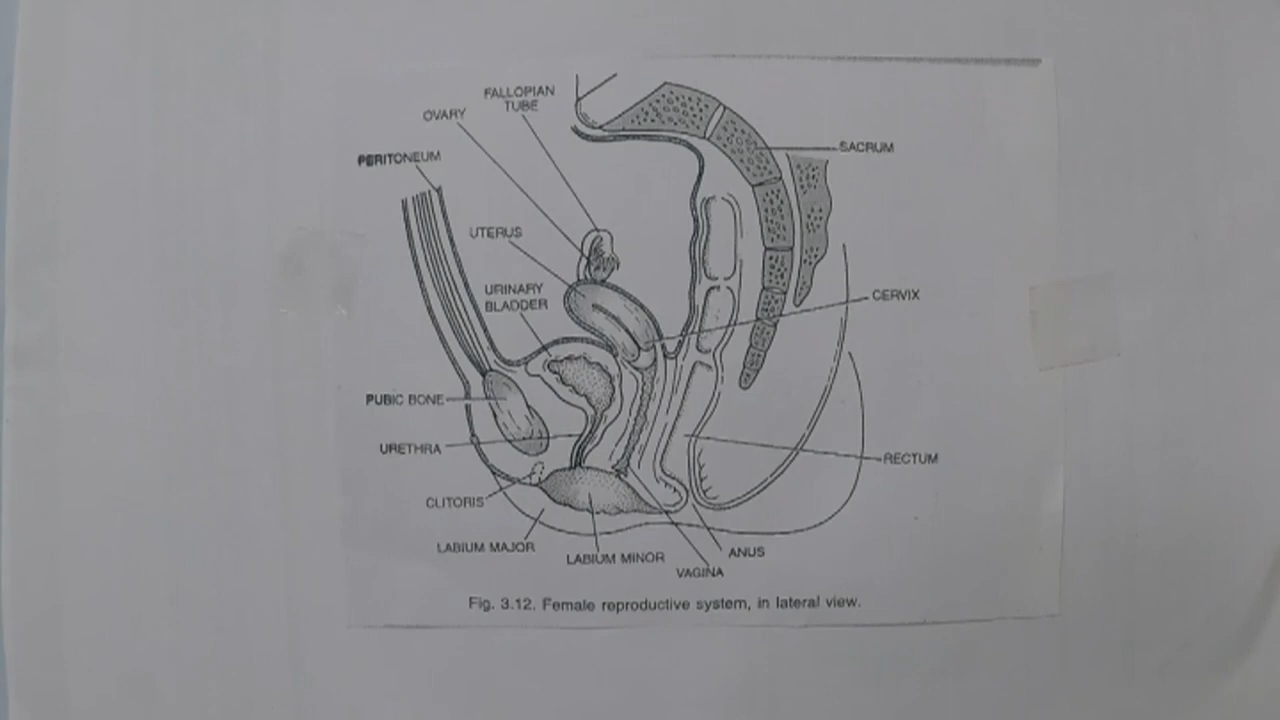 FALLOPIAN
TUBE
OVARY
PERITONEUM
SACRUM
UTERUS
URINARY
BLADDER
CERVIX
PUBIC BONE
URETHRA
RECTUM
CLITORIS
LABIUM MAJOR
LABIUM MINOR
ANUS
VAGINA
Fig. 3.12. Female reproductive system, in lateral view.